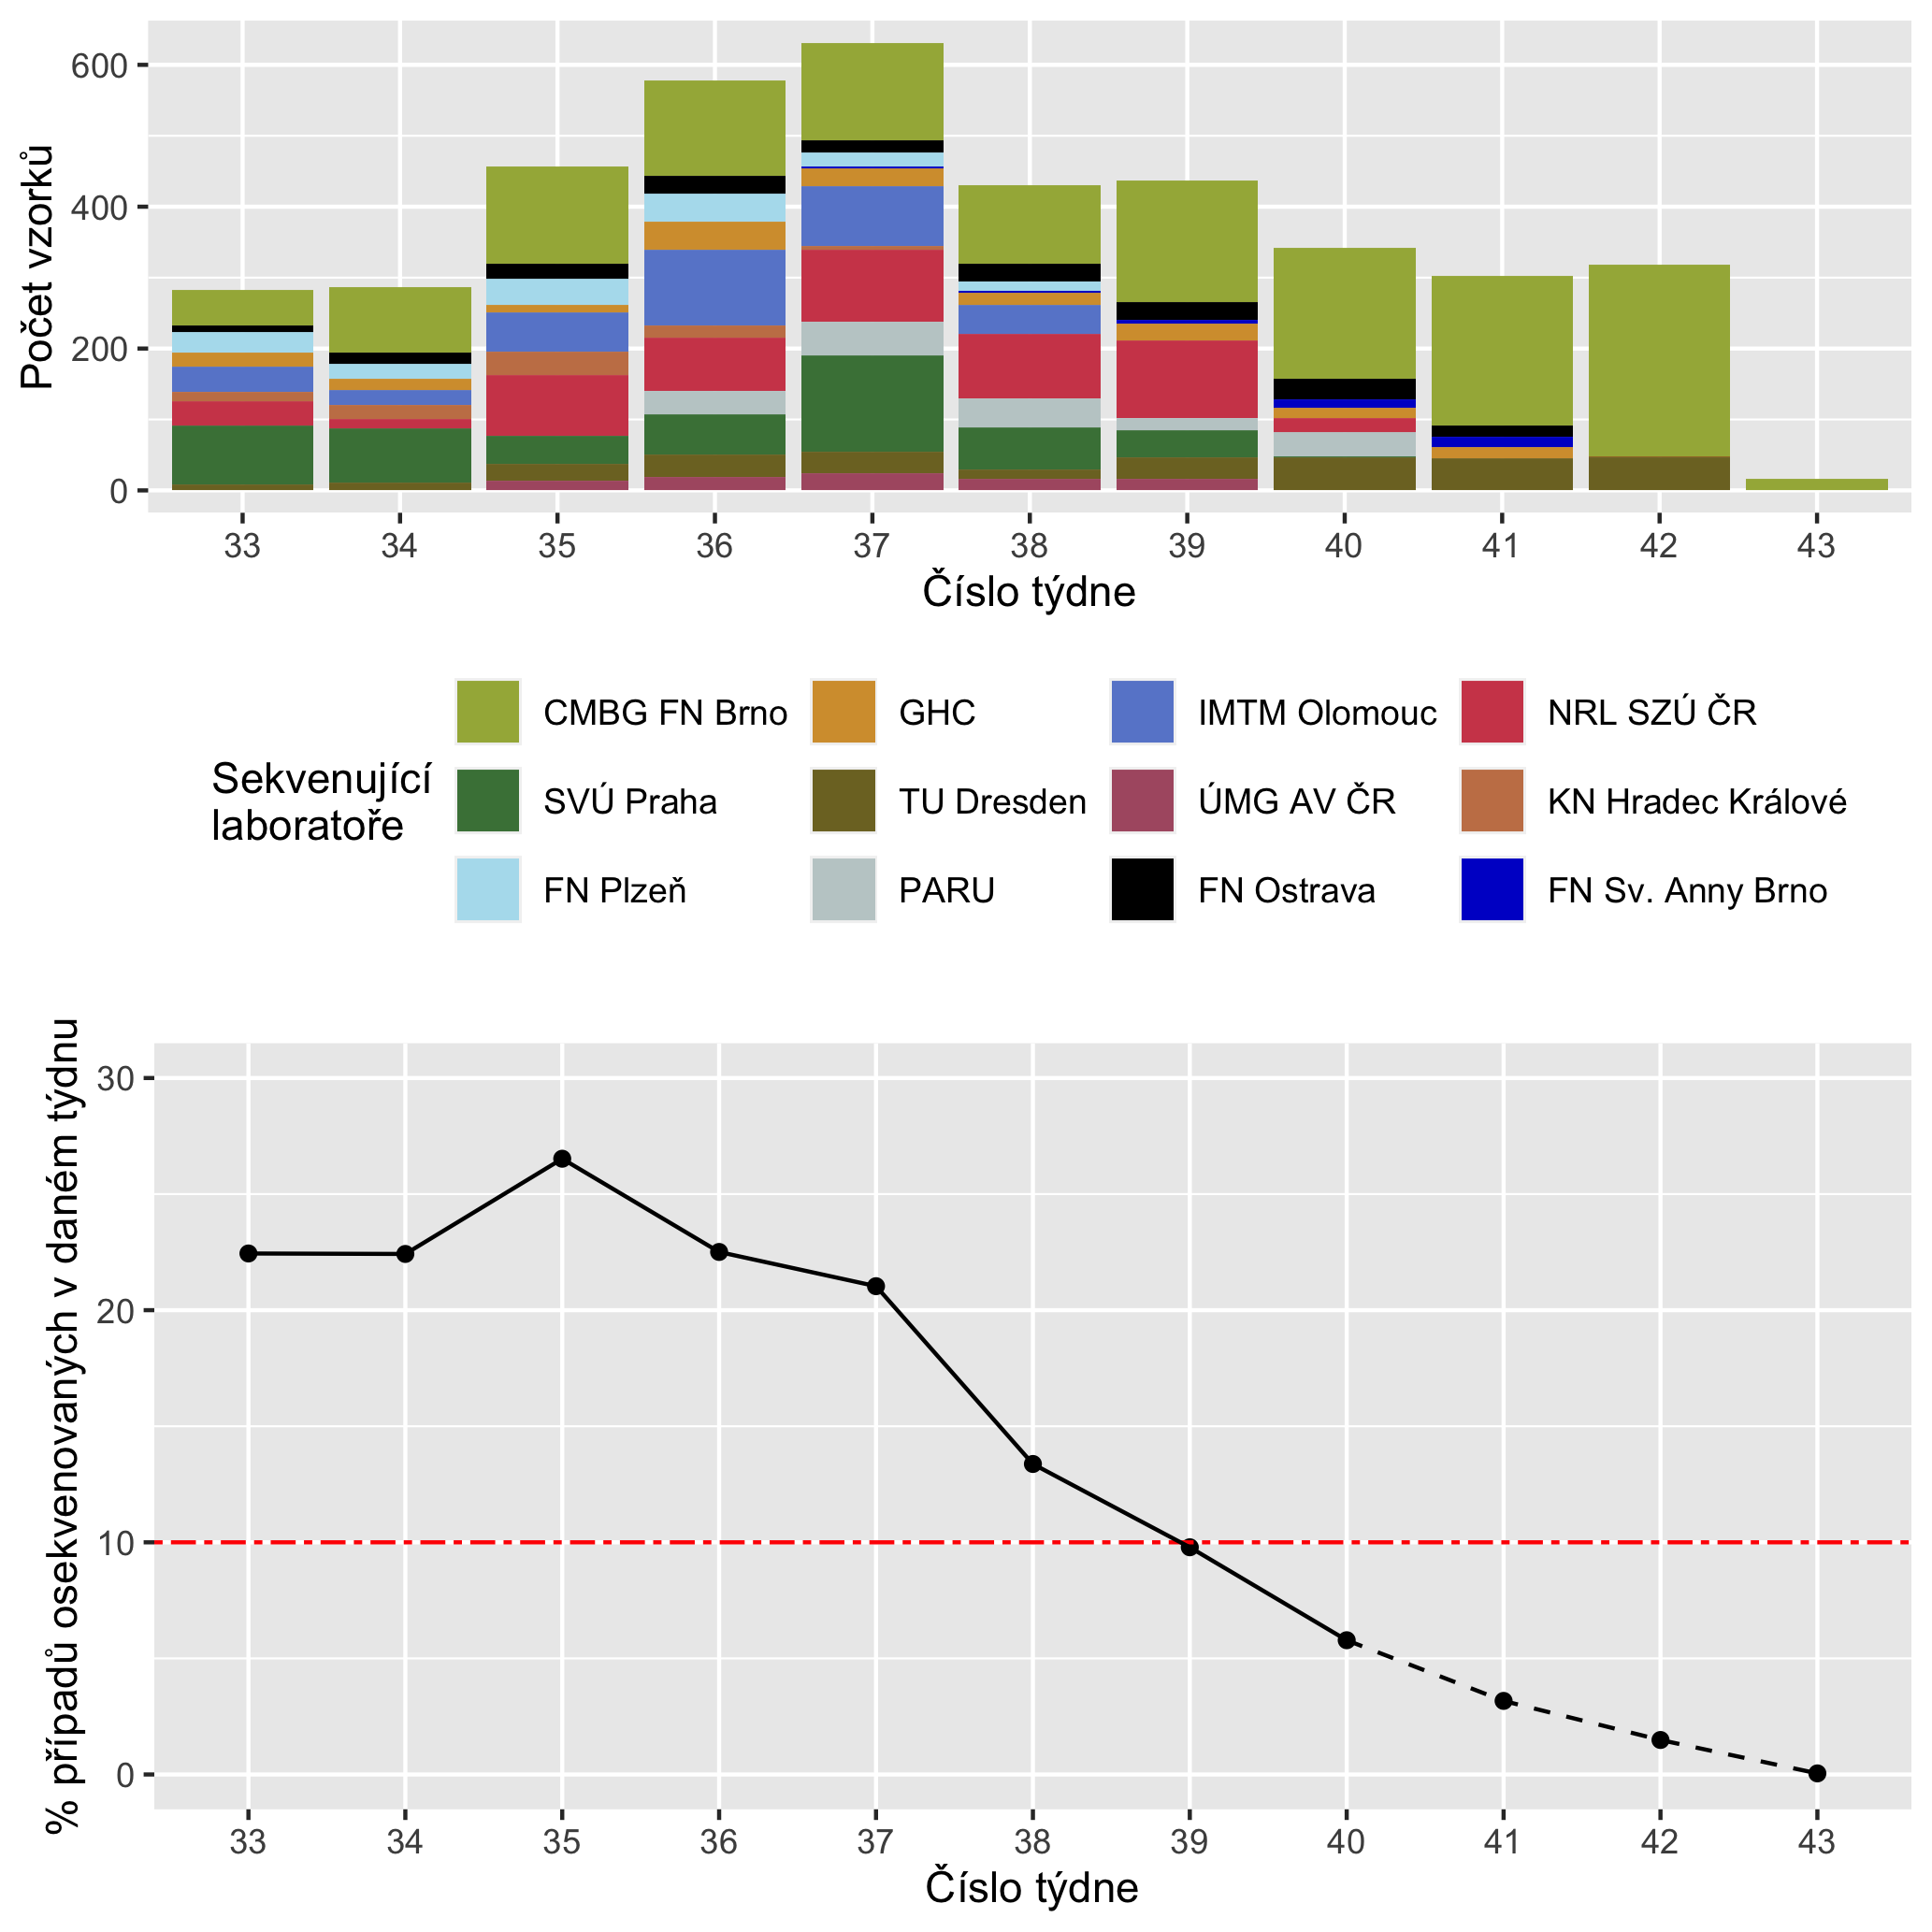 600
400
200
0
Počet vzorků
33 34 35 36 37 38 39 40 41 42 43
Číslo týdne
Sekvenující
laboratoře
CMBG FN Brno GHC IMTM Olomouc NRL SZÚ ČR
SVÚ Praha TU Dresden ÚMG AV ČR KN Hradec Králové
FN Plzeň PARU FN Ostrava FN Sv. Anny Brno
% případů osekvenovaných v daném týdnu
30
20
10
0
33 34 35 36 37 38 39 40 41 42 43
Číslo týdne